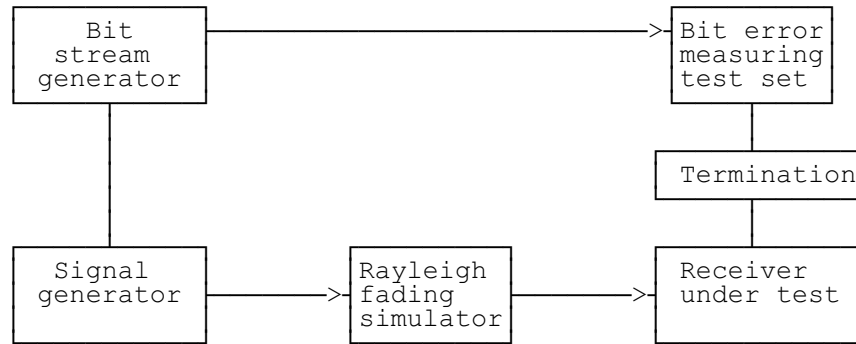 Bit
stream
generator
Bit error
measuring
test set
Termination
Signal
generator
Rayleigh
fading
simulator
Receiver
under test